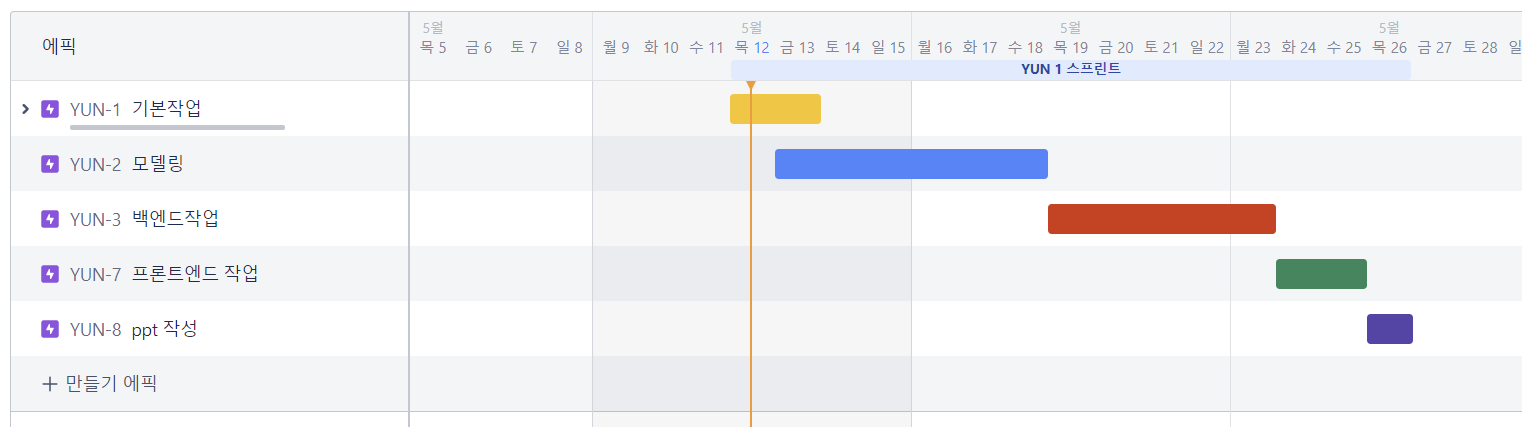 에픽
5월 5월 5월 5월
목 5 금 6 토 7 일 8 월 9 화 10 수 11 목 12 금 13 토 14 일 15 월 16 화 17 수 18 목 19 금 20 토 21 일 22 월 23 화 24 수 25 목 26 금 27 토 28 일
YUN 1 스프린트
YUN-1 기본작업
YUN-2 모델링
YUN-3 백엔드작업
YUN-7 프론트엔드 작업
YUN-8 ppt 작성
+ 만들기 에픽